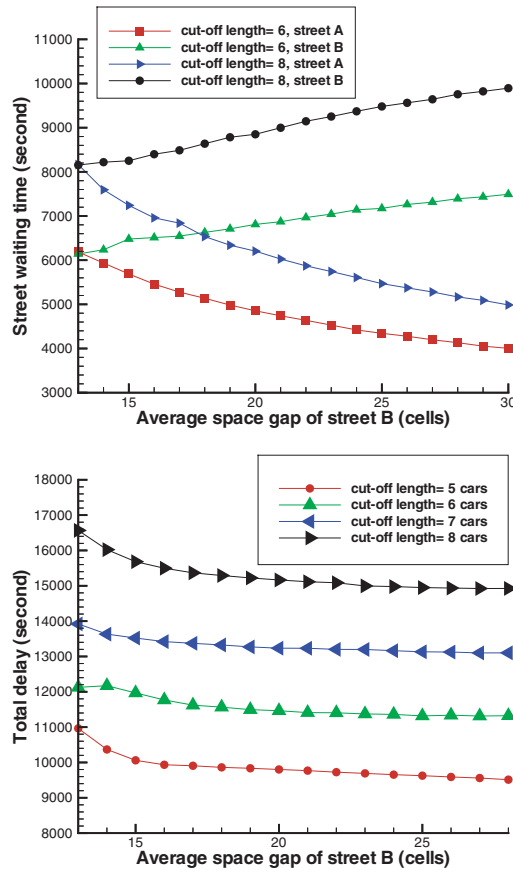 cut-off length= 6, street A
cut-off length= 6, street B
cut-off length= 8, street A
cut-off length= 8, street B
11000
10000
9000
8000
7000
6000
5000
4000
3000
Street waiting time (second)
15 20 25 30
Average space gap of street B (cells)
cut-off length= 5 cars
cut-off length= 6 cars
cut-off length= 7 cars
cut-off length= 8 cars
18000
17000
16000
15000
14000
13000
12000
11000
10000
9000
8000
Total delay (second)
15 20 25
Average space gap of street B (cells)